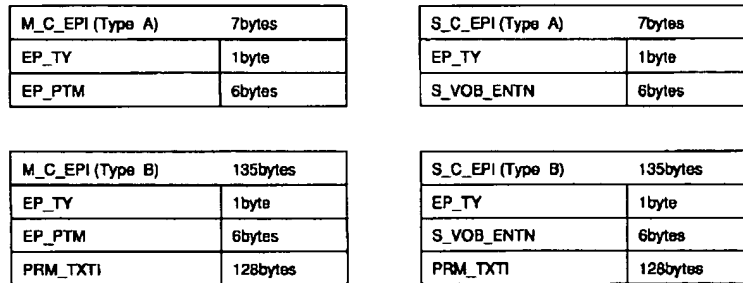 M_C_EPI (Type A) 7bytes
EP_TY 1byte
EP_PTM 6bytes
S_C_EPI (Type A) 7bytes
EP_TY 1byte
S_VOB_ENTN 6bytes
M_C_EPI (Type B) 135bytes
EP_TY 1byte
EP_PTM 6bytes
PRM_TXTI 128bytes
S_C_EPI (Type B) 135bytes
EP_TY 1byte
S_VOB_ENTN 6bytes
PRM_TXTI 128bytes